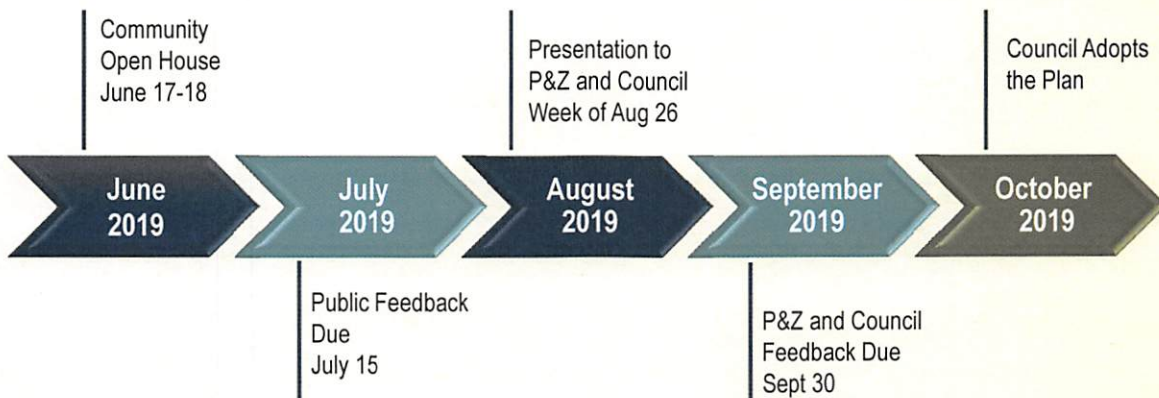 Community
Open House
June 17-18
Presentation to
P&Z and Council
Week of Aug 26
Council Adopts
the Plan
June
2019
July
2019
August
2019
September
2019
October
2019
Public Feedback
Due
July 15
P&Z and Council
Feedback Due
Sept 30